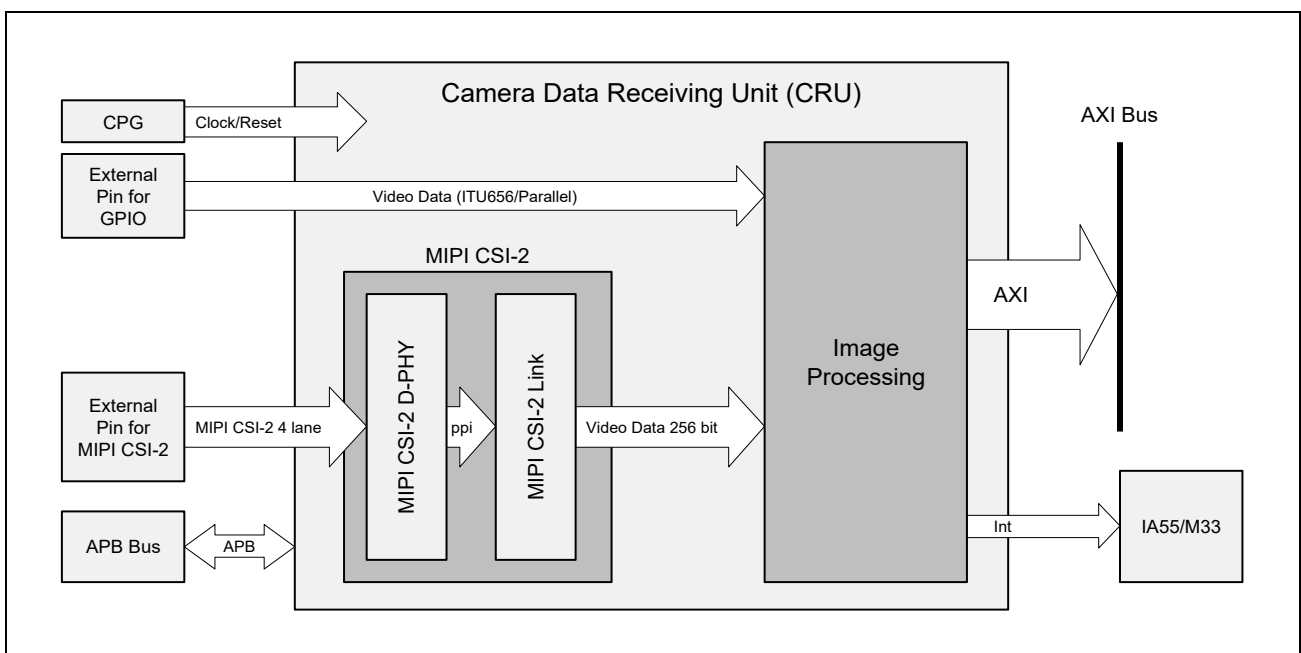 Camera Data Receiving Unit (CRU)
CPG
Clock/Reset
AXI Bus
External
Pin for
GPIO
Video Data (ITU656/Parallel)
MIPI CSI-2
MIPI CSI-2 D-PHY
MIPI CSI-2 Link
Image
Processing
AXI
External
Pin for
MIPI CSI-2
MIPI CSI-2 4 lane
ppi
Video Data 256 bit
APB Bus
APB
Int
IA55/M33